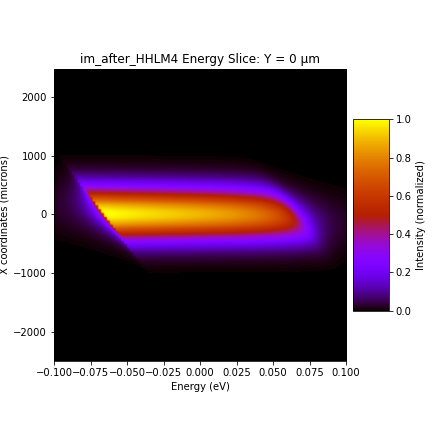 im_after_HHLM4 Energy Slice: Y = 0 μm
X coordinates (microns)
2000
1000
0
−1000
−2000
−0.100 −0.075 −0.050 −0.025 0.000 0.025 0.050 0.075 0.100
Energy (eV)
1.0
0.8
0.6
0.4
0.2
0.0
Intensity (normalized)